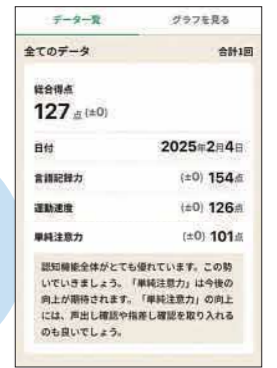 データ一覧 グラフを見る
全てのデータ 合計1回
総合得点
127点 (±0)
日付 2025年2月4日
言語記録力 (±0) 154点
運動速度 (±0) 126点
単純注意力 (±0) 101点
認知機能全体がとても優れています。この勢
いでいきましょう。「単純注意力」は今後の
向上が期待されます。「単純注意力」の向上
には、声出し確認や指差し確認を取り入れる
のも良いでしょう。